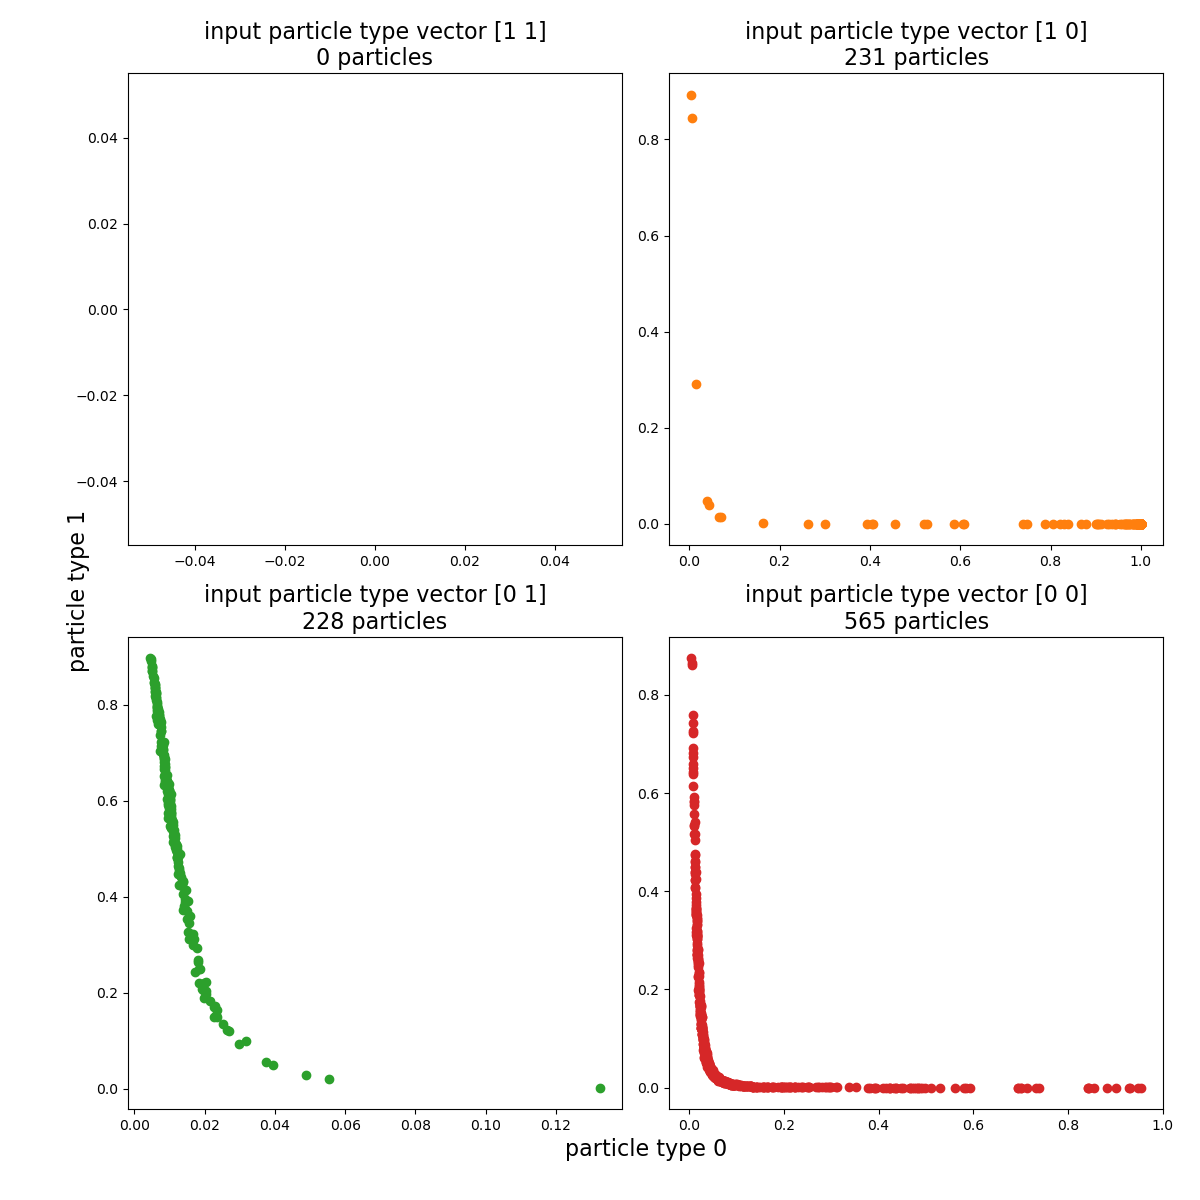 input particle type vector [1 1]
0 particles
input particle type vector [1 0]
231 particles
0.04
0.02
0.00
−0.02
−0.04
−0.04 −0.02 0.00 0.02 0.04
0.8
0.6
0.4
0.2
0.0
0.0 0.2 0.4 0.6 0.8 1.0
particle type 1
input particle type vector [0 1]
228 particles
input particle type vector [0 0]
565 particles
0.8
0.6
0.4
0.2
0.0
0.00 0.02 0.04 0.06 0.08 0.10 0.12
0.8
0.6
0.4
0.2
0.0
0.0 0.2 0.4 0.6 0.8 1.0
particle type 0